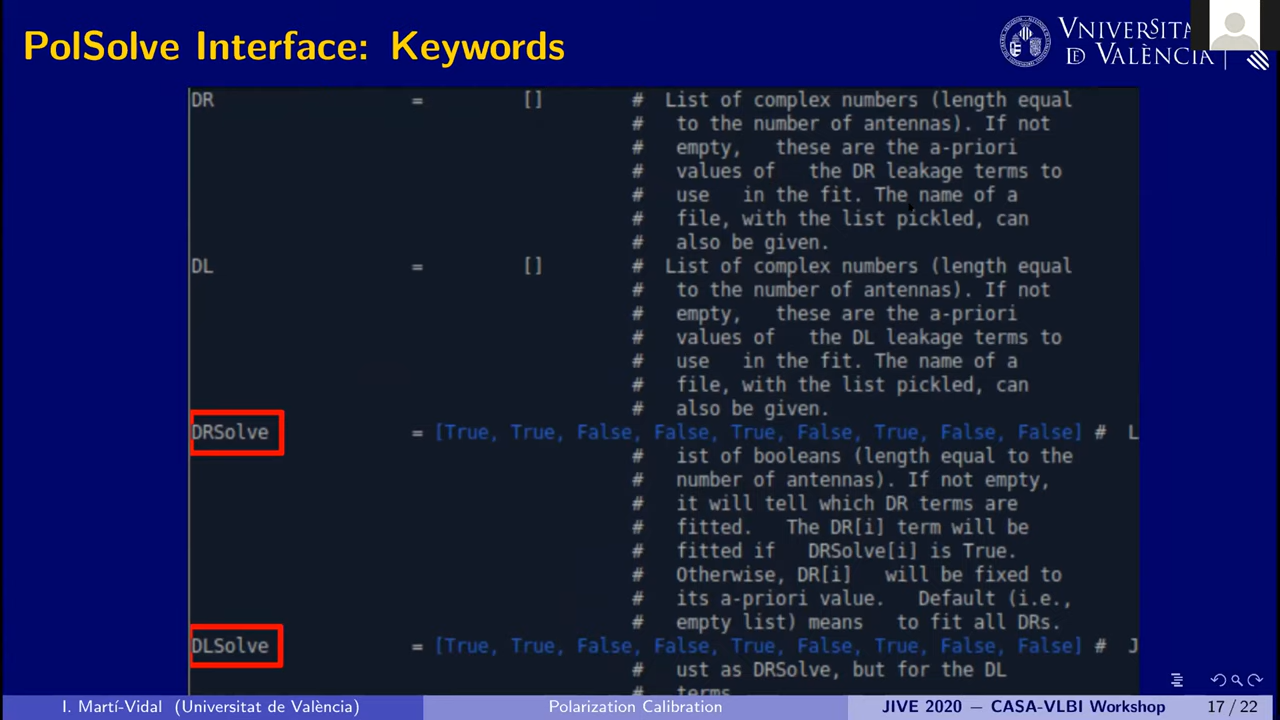 PolSolve Interface: Keywords
VNIVERSITAT
DE VALÈNCIA
DR = [] # List of complex numbers (length equal
# to the number of antennas). If not
# empty, these are the a-priori
# values of the DR leakage terms to
# use in the fit. The name of a
# file, with the list pickled, can
# also be given.
DL = [] # List of complex numbers (length equal
# to the number of antennas). If not
# empty, these are the a-priori
# values of the DL leakage terms to
# use in the fit. The name of a
# file, with the list pickled, can
# also be given.
DRSolve = [True, True, False, False, True, False, True, False, False] # L
# ist of booleans (length equal to the
# number of antennas). If not empty,
# it will tell which DR terms are
# fitted. The DR[i] term will be
# fitted if DRSolve[i] is True.
# Otherwise, DR[i] will be fixed to
# its a-priori value. Default (i.e.,
# empty list) means to fit all DRs.
DLSolve = [True, True, False, False, True, False, True, False, False] # J
# ust as DRSolve, but for the DL
# terms
I. Martí-Vidal (Universitat de València) Polarization Calibration JIVE 2020 – CASA-VLBI Workshop 17 / 22